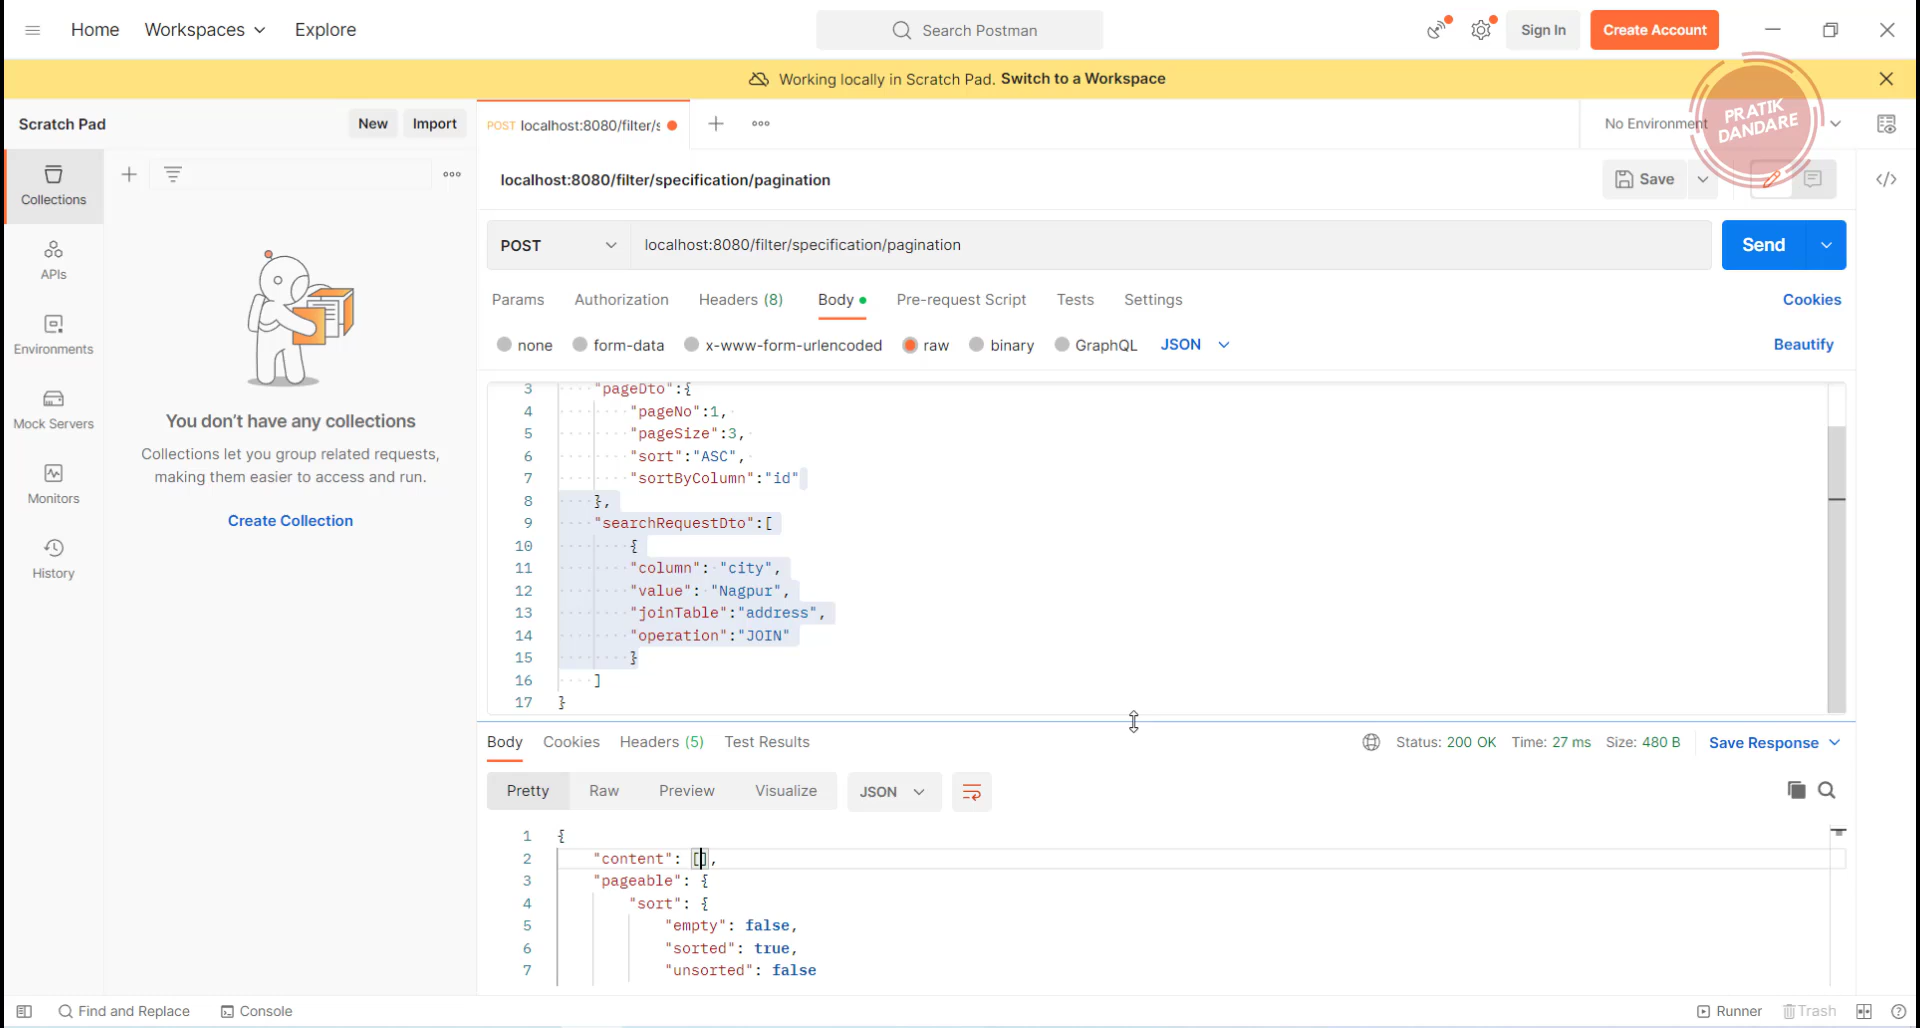 Home Workspaces Explore Search Postman Sign In Create Account
Working locally in Scratch Pad. Switch to a Workspace
PRATIK
DANDARE
Scratch Pad New Import POST localhost:8080/filter/s No Environment
Collections
APIs
Environments
Mock Servers
Monitors
History
You don't have any collections
Collections let you group related requests,
making them easier to access and run.
Create Collection
localhost:8080/filter/specification/pagination Save
POST localhost:8080/filter/specification/pagination Send
Params Authorization Headers (8) Body Pre-request Script Tests Settings Cookies
none form-data x-www-form-urlencoded raw binary GraphQL JSON Beautify
3 "pageDto":{
4 "pageNo":1,
5 "pageSize":3,
6 "sort":"ASC",
7 "sortByColumn":"id"
8 },
9 "searchRequestDto":[
10 {
11 "column": "city",
12 "value": "Nagpur",
13 "joinTable":"address",
14 "operation":"JOIN"
15 }
16 ]
17 }
Body Cookies Headers (5) Test Results Status: 200 OK Time: 27 ms Size: 480 B Save Response
Pretty Raw Preview Visualize JSON
1 {
2 "content": [],
3 "pageable": {
4 "sort": {
5 "empty": false,
6 "sorted": true,
7 "unsorted": false
Find and Replace Console Runner Trash